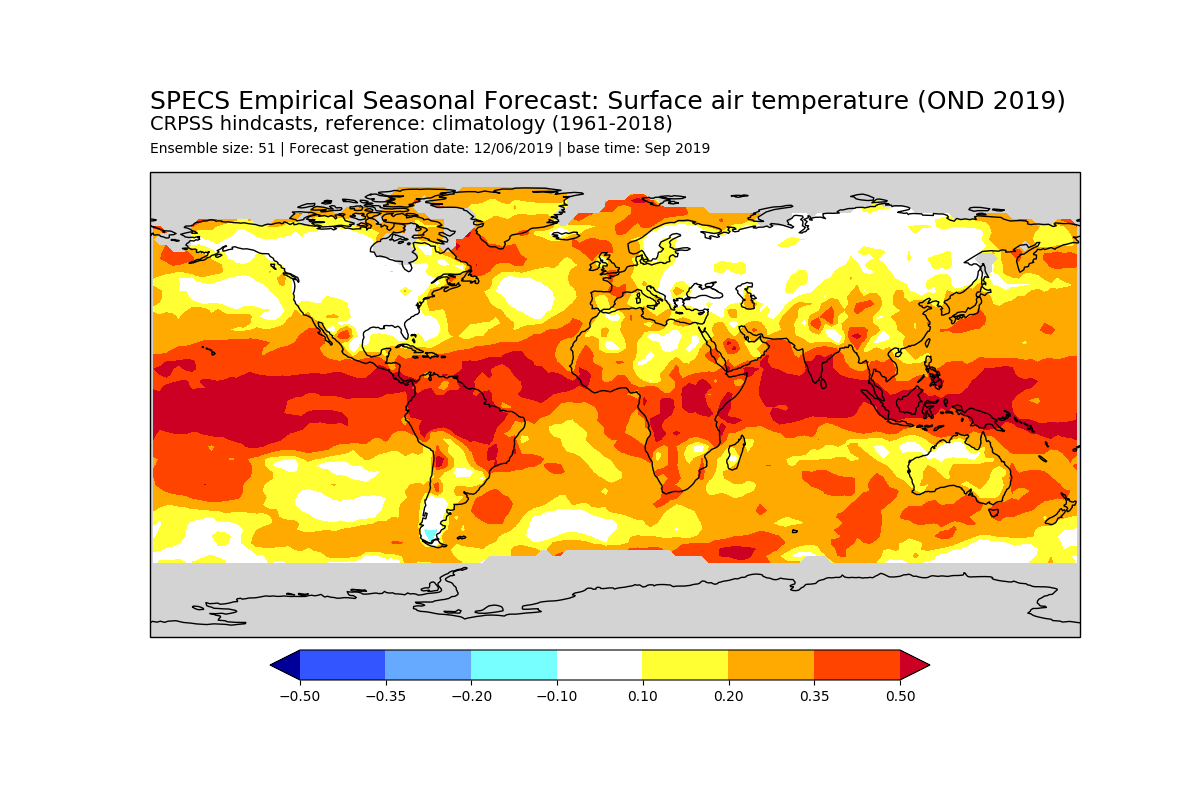 SPECS Empirical Seasonal Forecast: Surface air temperature (OND 2019)
CRPSS hindcasts, reference: climatology (1961-2018)
Ensemble size: 51 | Forecast generation date: 12/06/2019 | base time: Sep 2019
−0.50 −0.35 −0.20 −0.10 0.10 0.20 0.35 0.50